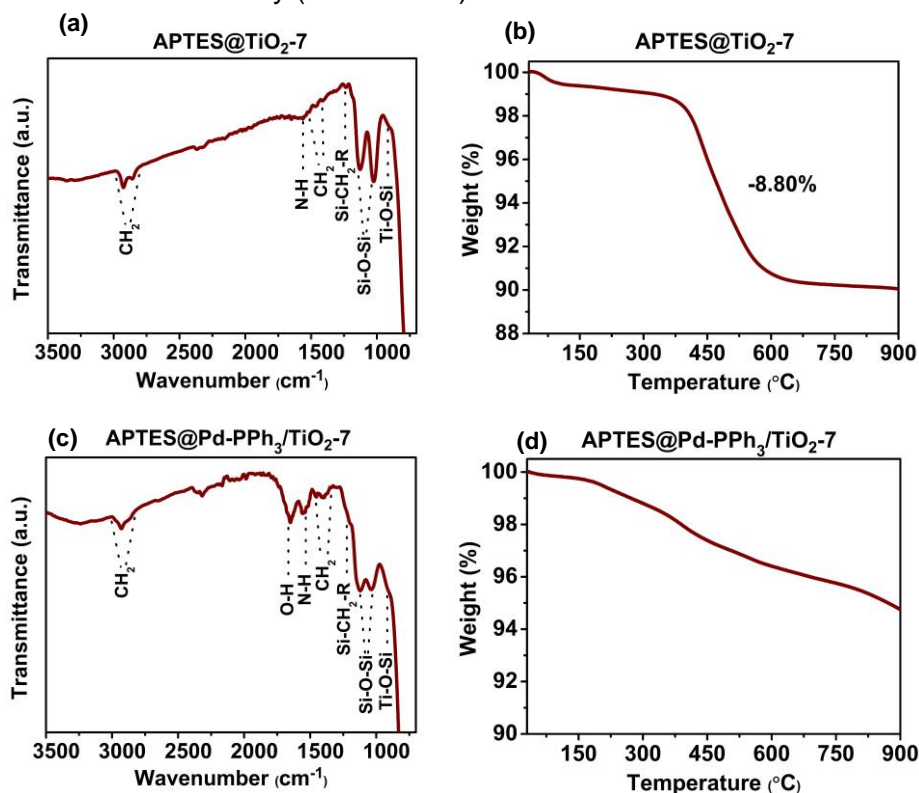 (a)
APTES@TiO₂-7
Transmittance (a.u.)
CH₂
N-H
CH₂
Si-CH₂-R
Si-O-Si
Ti-O-Si
3500 3000 2500 2000 1500 1000
Wavenumber (cm⁻¹)
(b)
APTES@TiO₂-7
Weight (%)
100
98
96
94
92
90
88
-8.80%
150 300 450 600 750 900
Temperature (°C)
(c)
APTES@Pd-PPh₃/TiO₂-7
Transmittance (a.u.)
CH₂
O-H
N-H
CH₂
Si-CH₂-R
Si-O-Si
Ti-O-Si
3500 3000 2500 2000 1500 1000
Wavenumber (cm⁻¹)
(d)
APTES@Pd-PPh₃/TiO₂-7
Weight (%)
100
98
96
94
92
90
150 300 450 600 750 900
Temperature (°C)